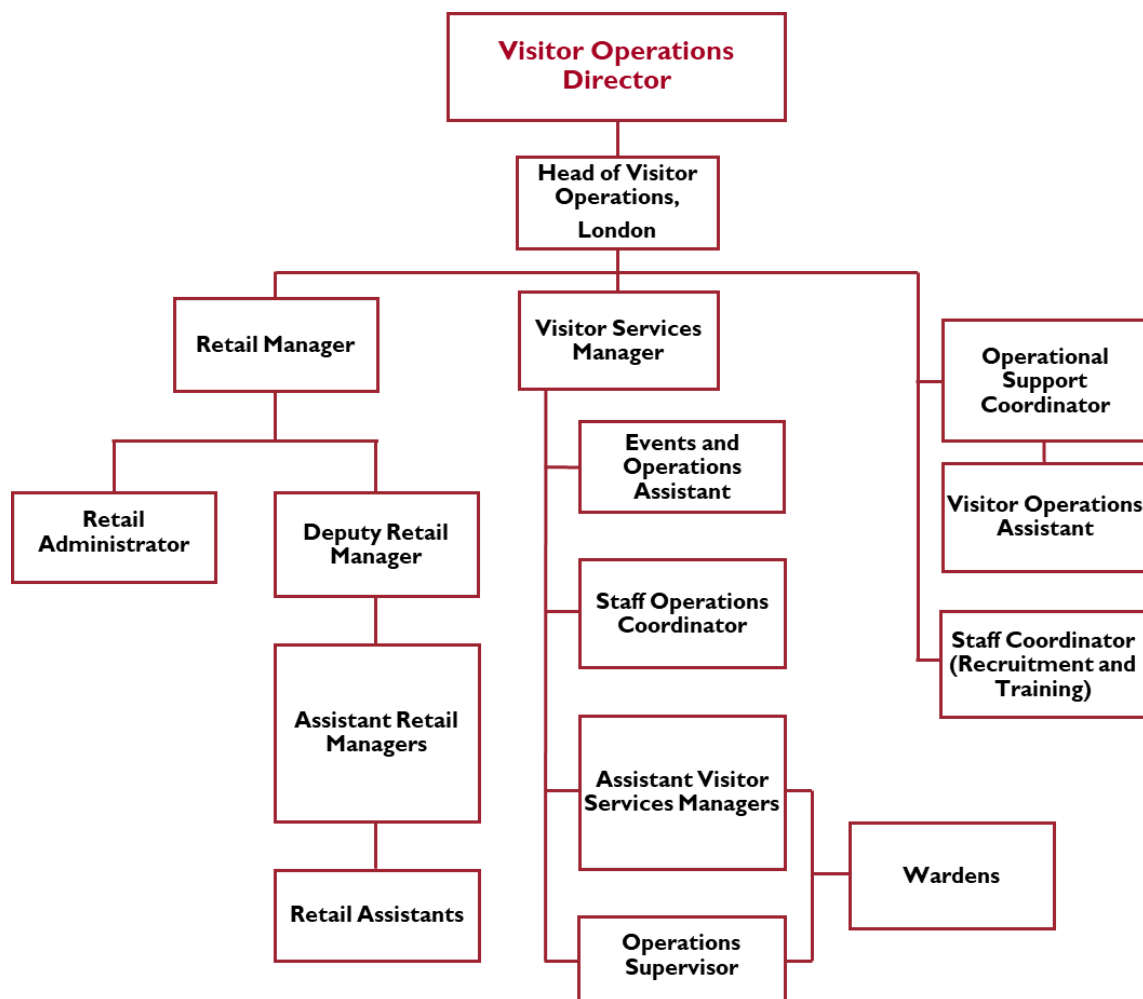 Visitor Operations
Director
Head of Visitor
Operations,
London
Retail Manager
Visitor Services
Manager
Operational
Support
Coordinator
Events and
Operations
Assistant
Retail
Administrator
Deputy Retail
Manager
Visitor Operations
Assistant
Staff Operations
Coordinator
Staff Coordinator
(Recruitment and
Training)
Assistant Retail
Managers
Assistant Visitor
Services Managers
Wardens
Retail Assistants
Operations
Supervisor